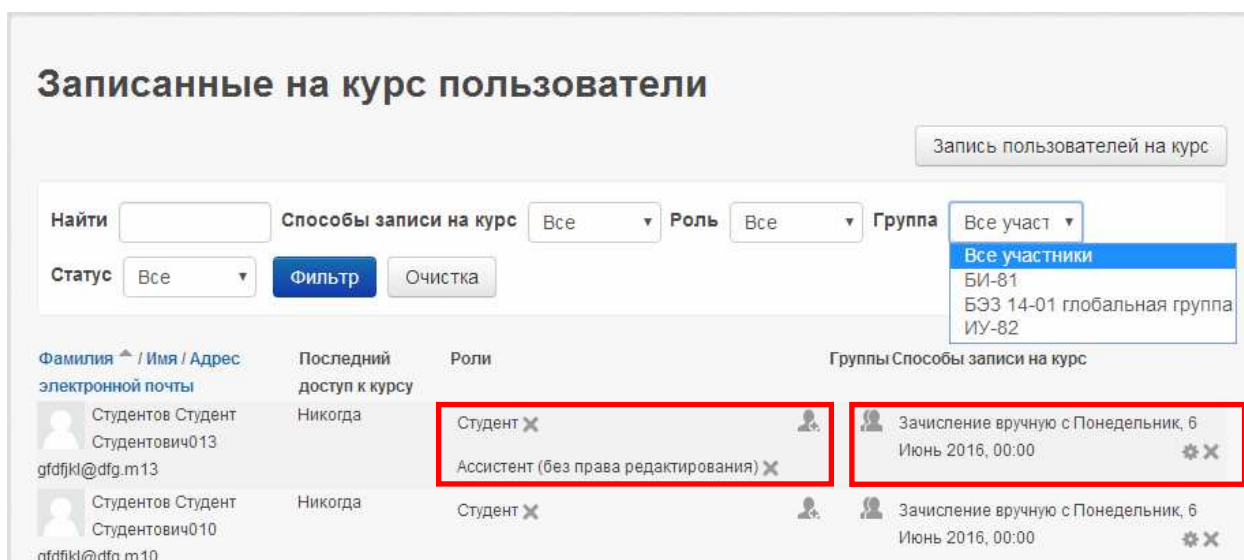 Записанные на курс пользователи
Запись пользователей на курс
Найти Способы записи на курс Все Роль Все Группа Все участ
Все участники
БИ-81
БЭЗ 14-01 глобальная группа
ИУ-82
Статус Все Фильтр Очистка
Фамилия / Имя / Адрес электронной почты
Последний доступ к курсу
Роли
Группы Способы записи на курс
Студентов Студент
Студентович013
gfdfjkl@dfg.m13
Никогда
Студент
Ассистент (без права редактирования)
Зачисление вручную с Понедельник, 6
Июнь 2016, 00:00
Студентов Студент
Студентович010
gfdfjkl@dfg.m10
Никогда
Студент
Зачисление вручную с Понедельник, 6
Июнь 2016, 00:00